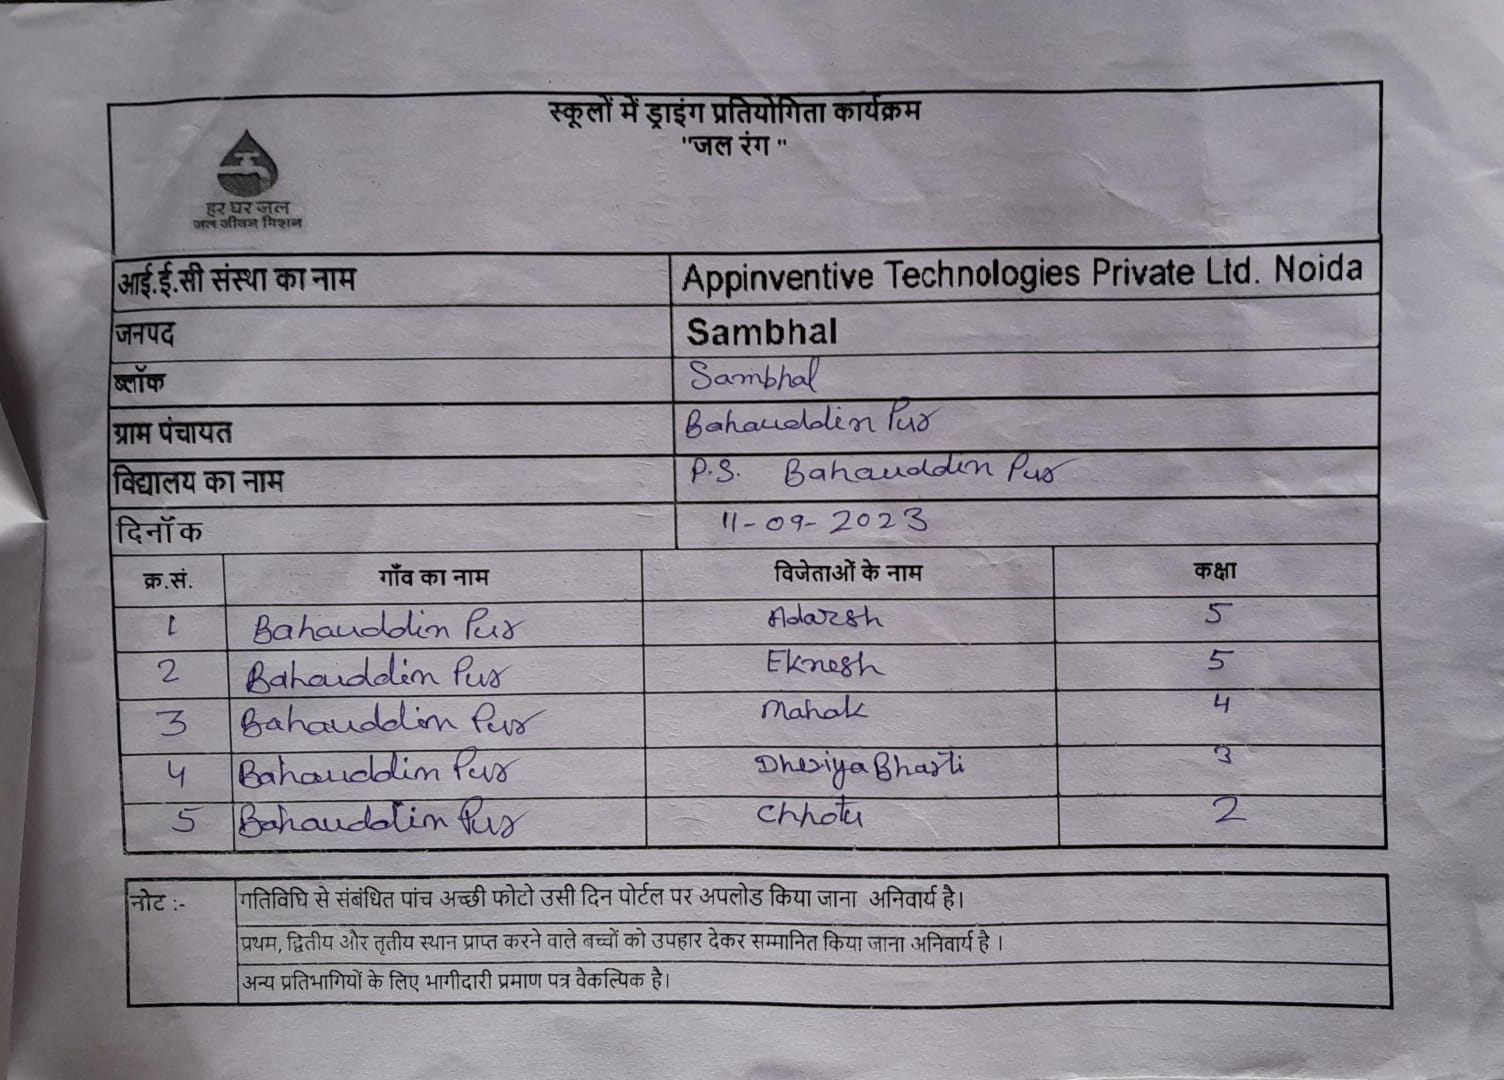 स्कूलों में ड्राइंग प्रतियोगिता कार्यक्रम
"जल रंग"
हर घर जल
जल जीवन मिशन
आई.ई.सी संस्था का नाम Appinventive Technologies Private Ltd. Noida
जनपद Sambhal
ब्लॉक Sambhal
ग्राम पंचायत Bahauddin Pur
विद्यालय का नाम P.S. Bahauddin Pur
दिनॉक 11-09-2023
क्र.सं. गाँव का नाम विजेताओं के नाम कक्षा
1 Bahauddin Pur Adarsh 5
2 Bahauddin Pur Eknesh 5
3 Bahauddin Pur Mahak 4
4 Bahauddin Pur Dheriya Bharti 3
5 Bahauddin Pur Chhotu 2
नोट :- गतिविधि से संबंधित पांच अच्छी फोटो उसी दिन पोर्टल पर अपलोड किया जाना अनिवार्य है।
प्रथम, द्वितीय और तृतीय स्थान प्राप्त करने वाले बच्चों को उपहार देकर सम्मानित किया जाना अनिवार्य है ।
अन्य प्रतिभागियों के लिए भागीदारी प्रमाण पत्र वैकल्पिक है।